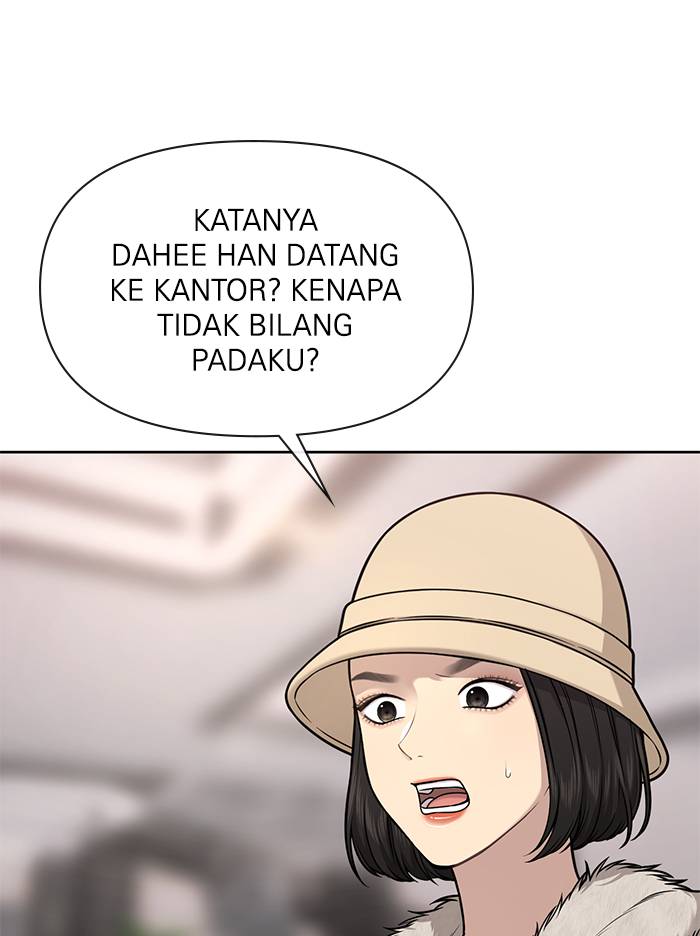 KATANYA
DAHEE HAN DATANG
KE KANTOR? KENAPA
TIDAK BILANG
PADAKU?